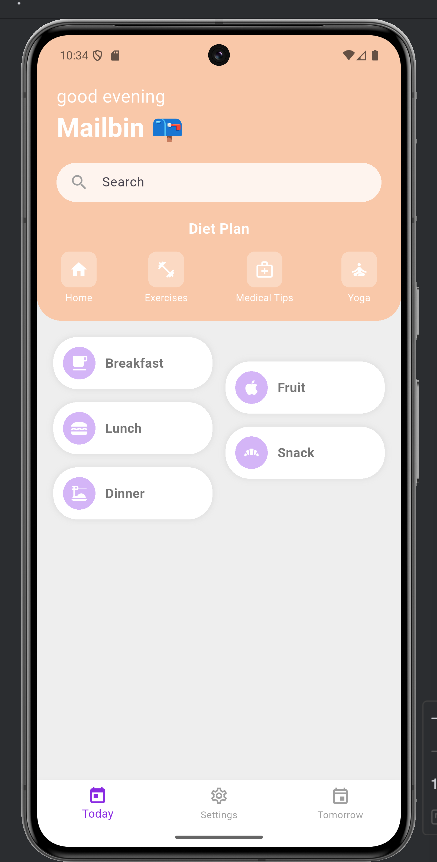 10:34
good evening
Mailbin
Search
Diet Plan
Home Exercises Medical Tips Yoga
Breakfast
Fruit
Lunch
Snack
Dinner
Today Settings Tomorrow